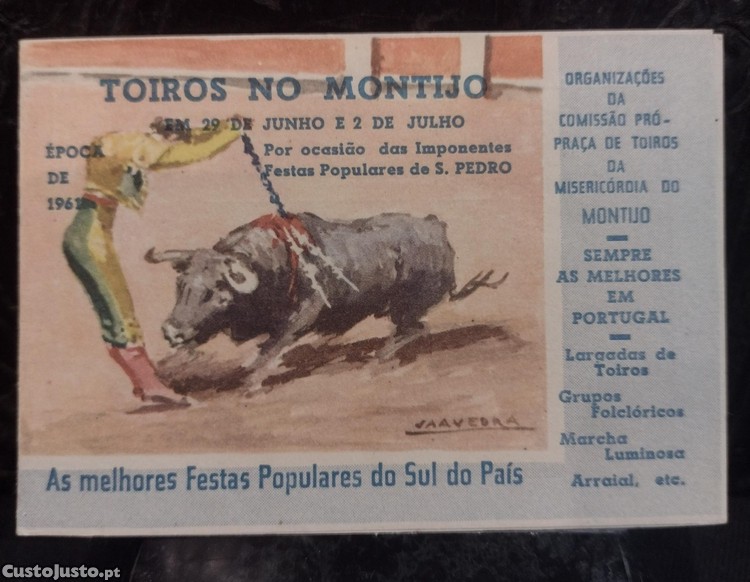 TOIROS NO MONTIJO
EM 29 DE JUNHO E 2 DE JULHO
ÉPOCA
DE
1961
Por ocasião das Imponentes
Festas Populares de S. PEDRO
SAAVEDRA
As melhores Festas Populares do Sul do País
ORGANIZAÇÕES
DA
COMISSÃO PRÓ-
PRAÇA DE TOIROS
DA
MISERICÓRDIA DO
MONTIJO
SEMPRE
AS MELHORES
EM
PORTUGAL
Largadas de
Toiros
Grupos
Folclóricos
Marcha
Luminosa
Arraial, etc.
CustoJusto.pt